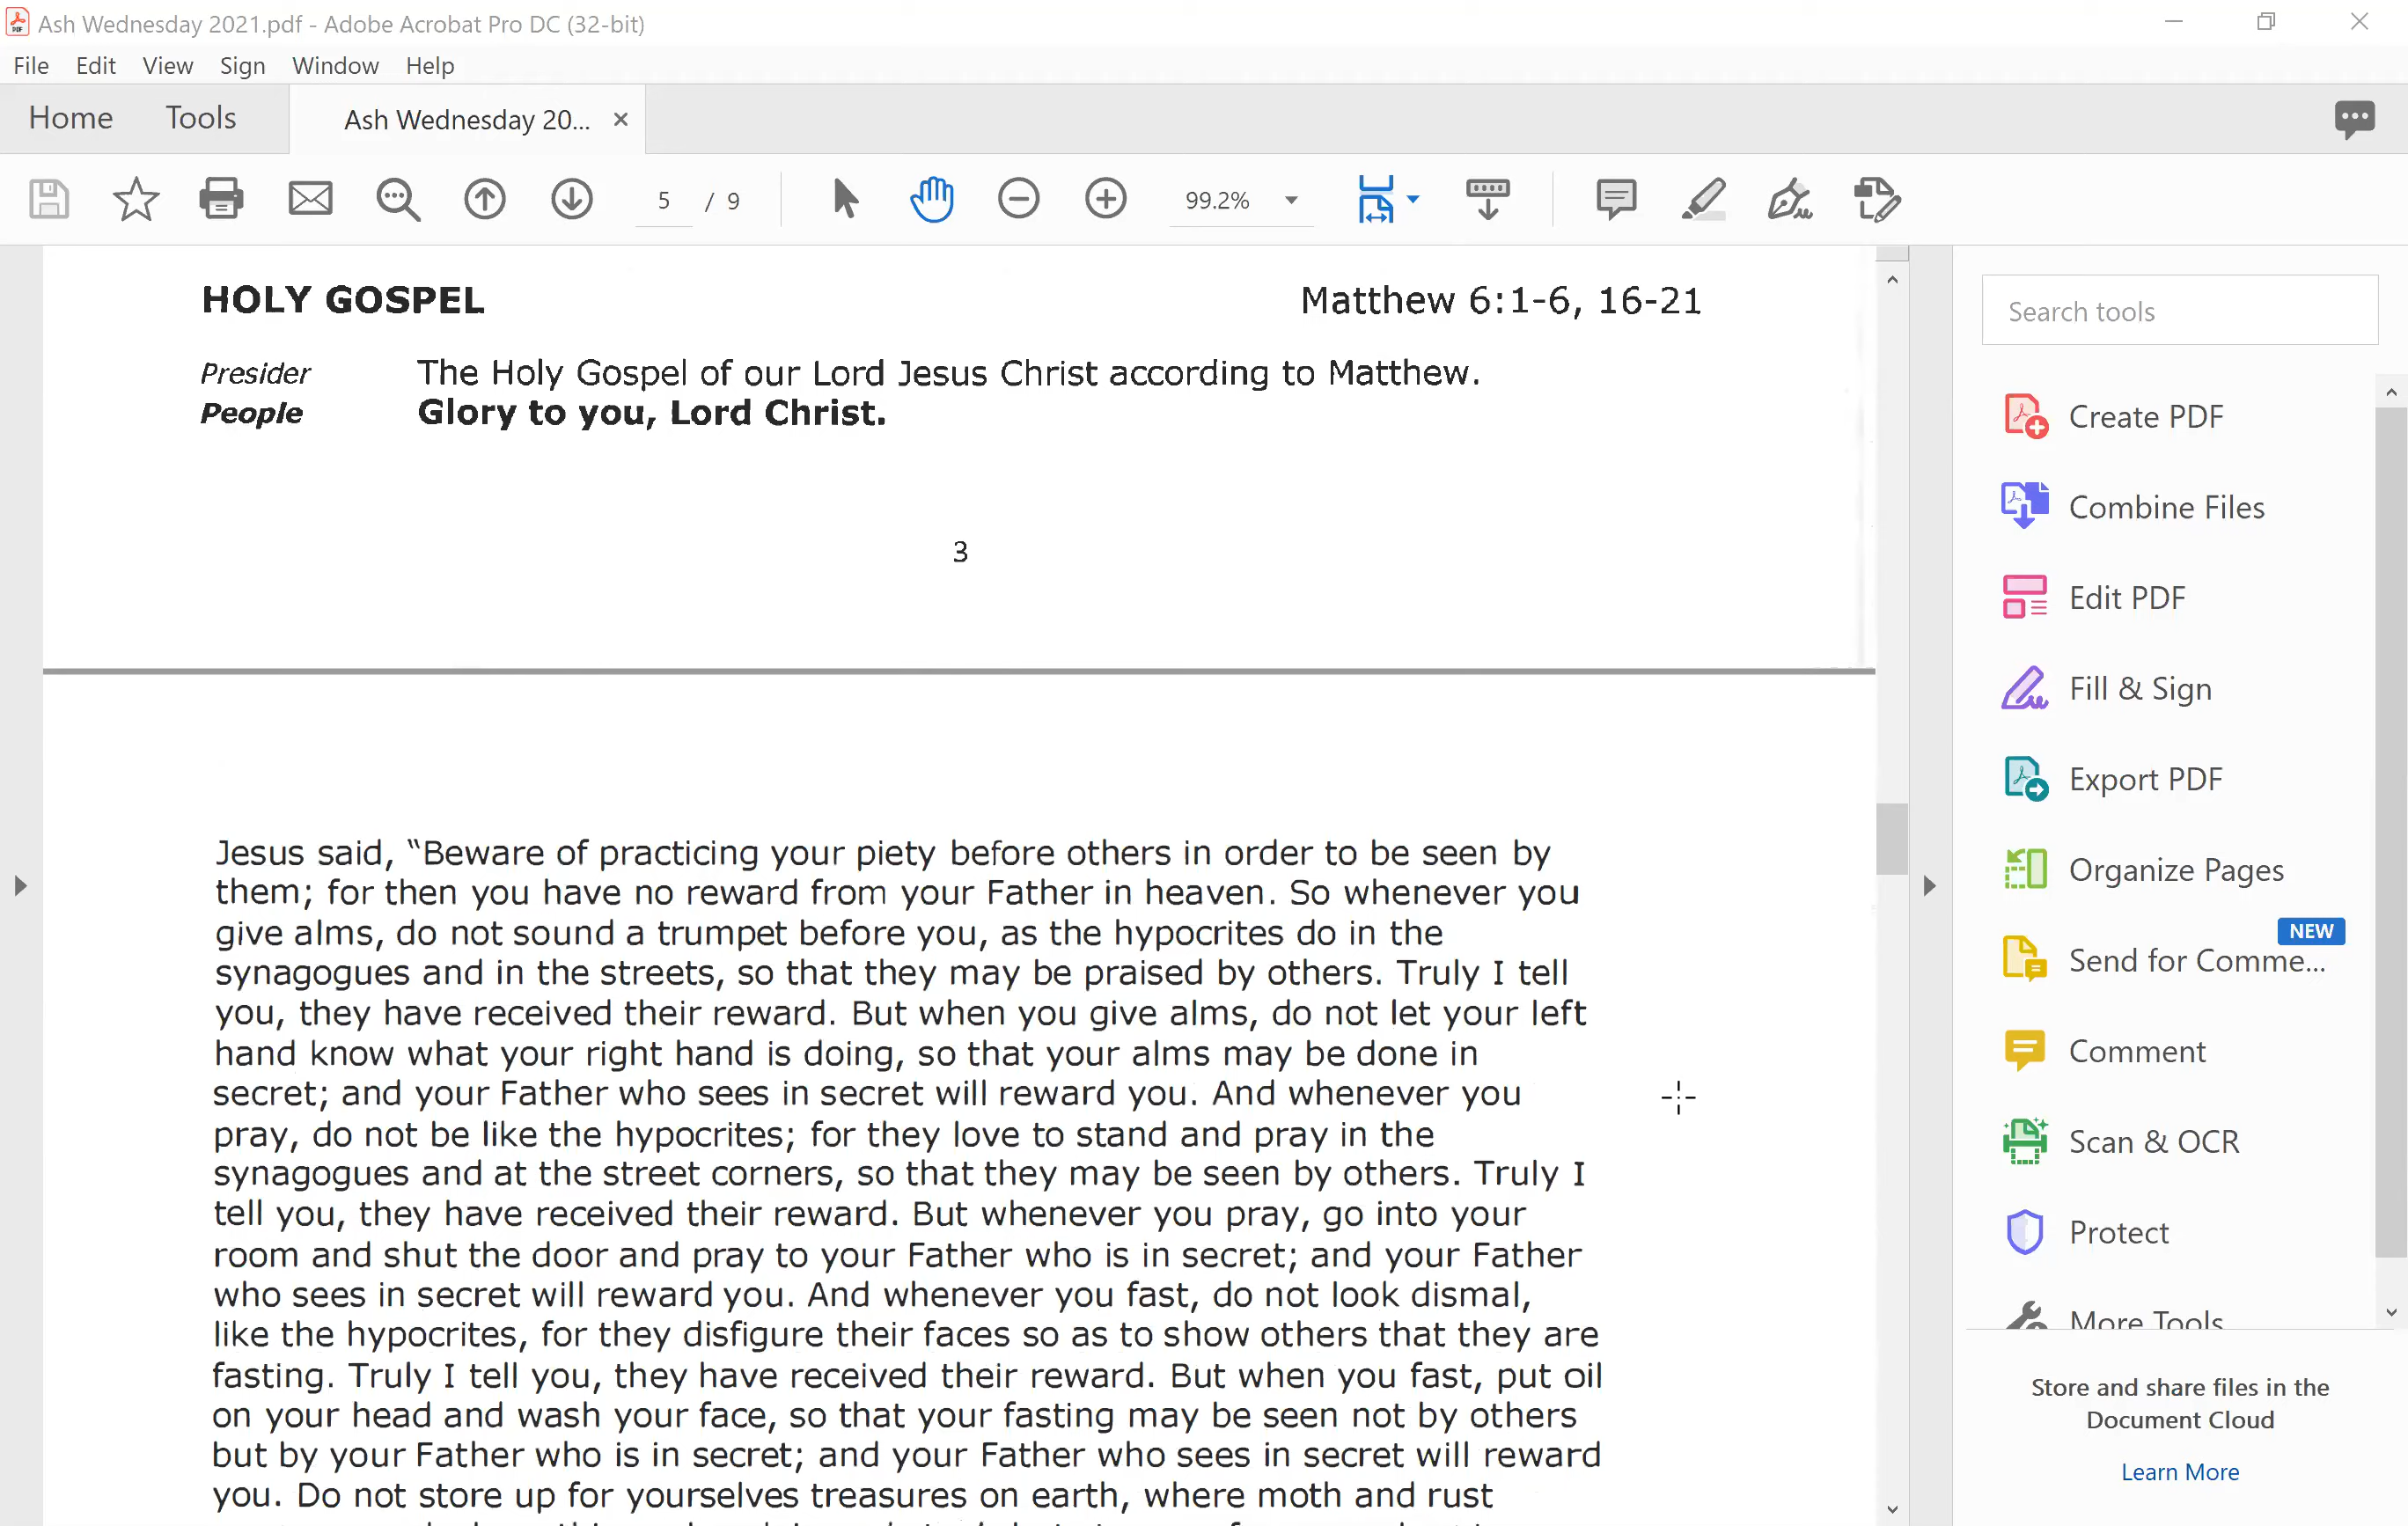 Ash Wednesday 2021.pdf - Adobe Acrobat Pro DC (32-bit)
File Edit View Sign Window Help
Home Tools Ash Wednesday 20... ×
5 / 9 99.2%
HOLY GOSPEL Matthew 6:1-6, 16-21
Presider The Holy Gospel of our Lord Jesus Christ according to Matthew.
People Glory to you, Lord Christ.
3
Jesus said, “Beware of practicing your piety before others in order to be seen by
them; for then you have no reward from your Father in heaven. So whenever you
give alms, do not sound a trumpet before you, as the hypocrites do in the
synagogues and in the streets, so that they may be praised by others. Truly I tell
you, they have received their reward. But when you give alms, do not let your left
hand know what your right hand is doing, so that your alms may be done in
secret; and your Father who sees in secret will reward you. And whenever you
pray, do not be like the hypocrites; for they love to stand and pray in the
synagogues and at the street corners, so that they may be seen by others. Truly I
tell you, they have received their reward. But whenever you pray, go into your
room and shut the door and pray to your Father who is in secret; and your Father
who sees in secret will reward you. And whenever you fast, do not look dismal,
like the hypocrites, for they disfigure their faces so as to show others that they are
fasting. Truly I tell you, they have received their reward. But when you fast, put oil
on your head and wash your face, so that your fasting may be seen not by others
but by your Father who is in secret; and your Father who sees in secret will reward
you. Do not store up for yourselves treasures on earth, where moth and rust
Search tools
Create PDF
Combine Files
Edit PDF
Fill & Sign
Export PDF
Organize Pages
NEW
Send for Comme...
Comment
Scan & OCR
Protect
More Tools
Store and share files in the
Document Cloud
Learn More